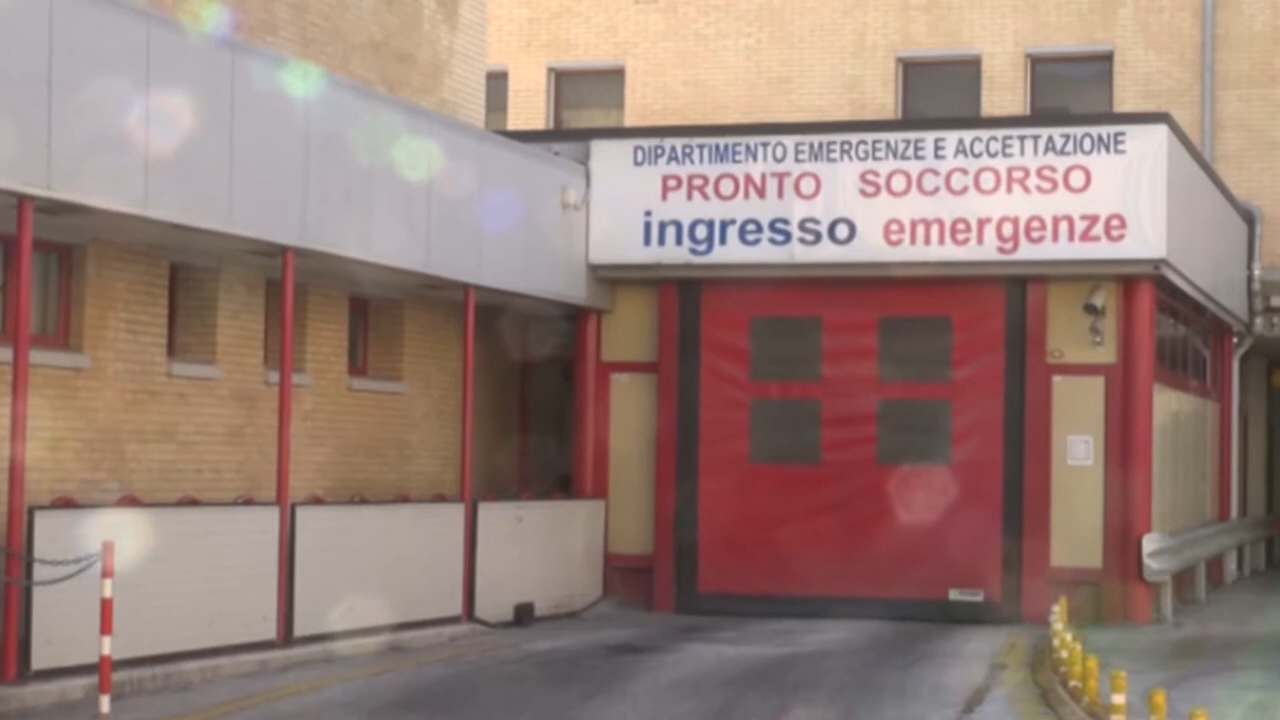 DIPARTIMENTO EMERGENZE E ACCETTAZIONE
PRONTO SOCCORSO
ingresso emergenze